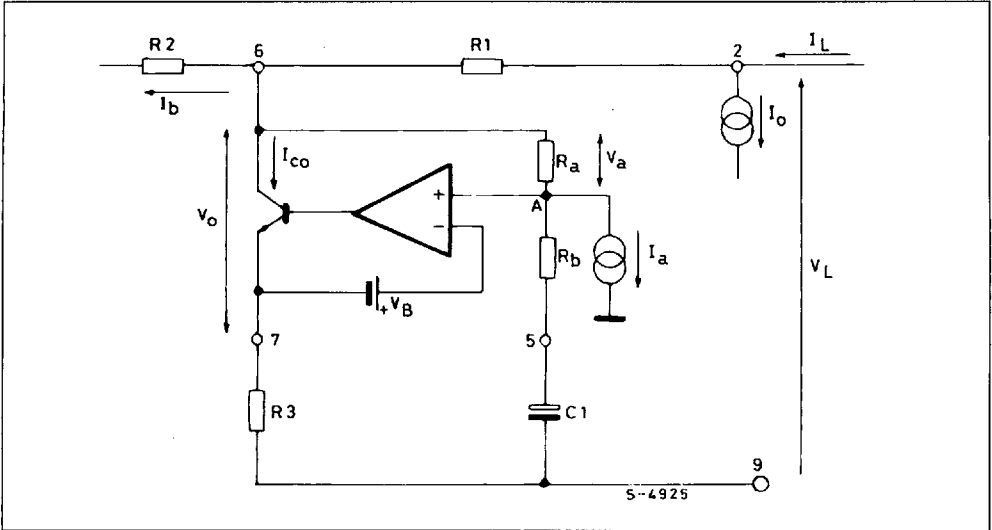 R2
6
R1
2
I_L
I_b
I_o
I_co
R_a
V_a
V_o
+
A
−
R_b
I_a
V_L
+ V_B
7
5
R3
C1
9
S-4925